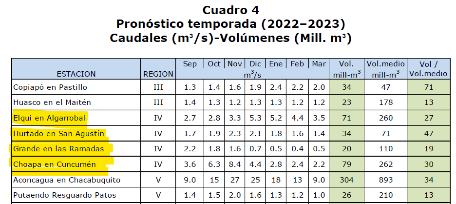 Cuadro 4
Pronóstico temporada (2022–2023)
Caudales (m³/s)-Volúmenes (Mill. m³)
ESTACION REGION Sep Oct Nov Dic Ene Feb Mar Vol. Vol.medio Vol /
m³/s mill-m³ mill-m³ Vol.medio
Copiapó en Pastillo III 1.3 1.4 1.6 1.9 2.4 2.2 2.0 34 47 71
Huasco en el Maitén III 1.4 1.3 1.2 1.3 1.3 1.2 1.2 23 178 13
Elqui en Algarrobal IV 2.7 2.8 3.3 5.3 5.2 4.4 3.5 71 260 27
Hurtado en San Agustín IV 1.7 1.9 2.3 2.1 1.8 1.6 1.4 34 71 47
Grande en las Ramadas IV 2.2 1.8 1.6 0.7 0.5 0.4 0.5 20 110 19
Choapa en Cuncumén IV 3.6 6.3 8.4 4.4 2.8 2.4 2.2 79 262 30
Aconcagua en Chacabuquito V 9.0 15 27 25 18 13 9.0 304 893 34
Putaendo Resguardo Patos V 1.4 1.5 2.0 1.6 1.3 1.2 1.0 26 210 13